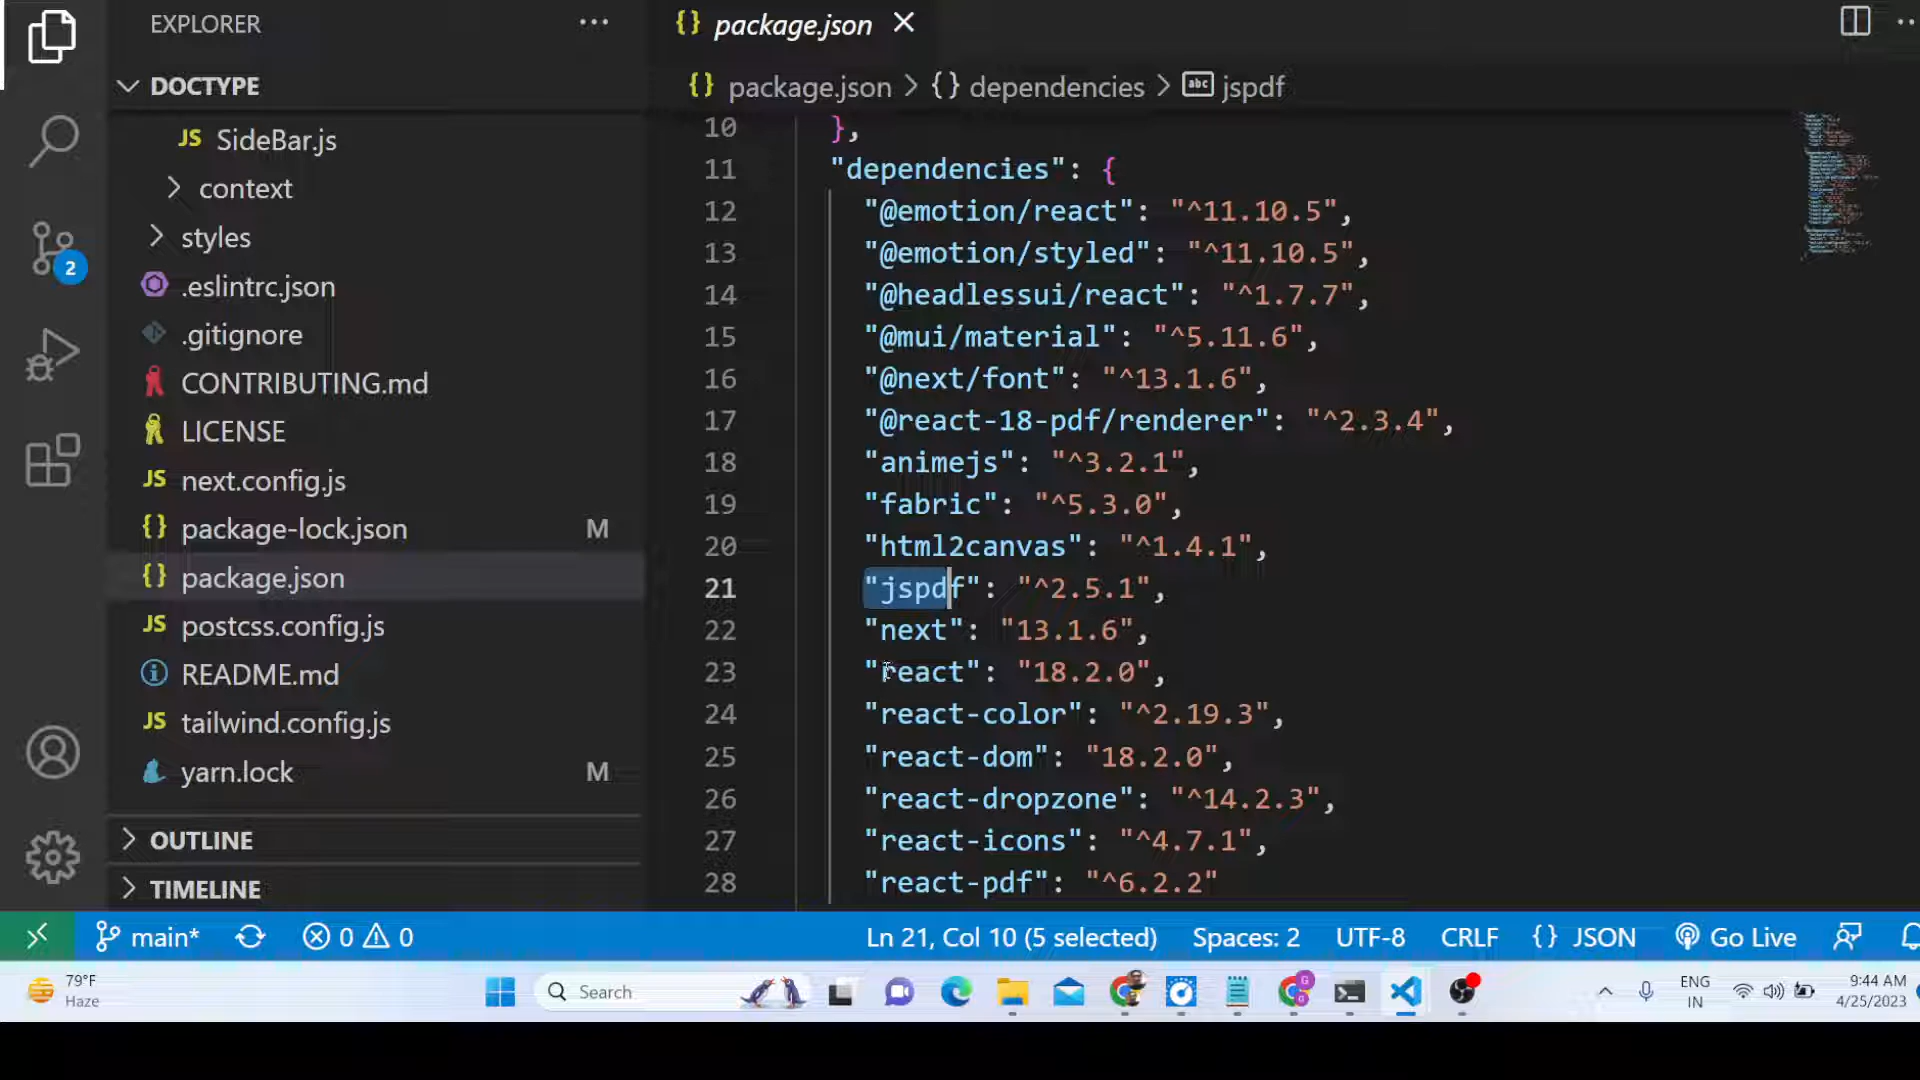 EXPLORER
DOCTYPE
JS SideBar.js
context
styles
.eslintrc.json
.gitignore
CONTRIBUTING.md
LICENSE
JS next.config.js
{} package-lock.json M
{} package.json
JS postcss.config.js
README.md
JS tailwind.config.js
yarn.lock M
OUTLINE
TIMELINE
2
{} package.json
{} package.json > {} dependencies > abc jspdf
10 },
11 "dependencies": {
12 "@emotion/react": "^11.10.5",
13 "@emotion/styled": "^11.10.5",
14 "@headlessui/react": "^1.7.7",
15 "@mui/material": "^5.11.6",
16 "@next/font": "^13.1.6",
17 "@react-18-pdf/renderer": "^2.3.4",
18 "animejs": "^3.2.1",
19 "fabric": "^5.3.0",
20 "html2canvas": "^1.4.1",
21 "jspdf": "^2.5.1",
22 "next": "13.1.6",
23 "react": "18.2.0",
24 "react-color": "^2.19.3",
25 "react-dom": "18.2.0",
26 "react-dropzone": "^14.2.3",
27 "react-icons": "^4.7.1",
28 "react-pdf": "^6.2.2"
main* 0 0 Ln 21, Col 10 (5 selected) Spaces: 2 UTF-8 CRLF {} JSON Go Live
79°F
Haze
Search
ENG
IN
9:44 AM
4/25/2023